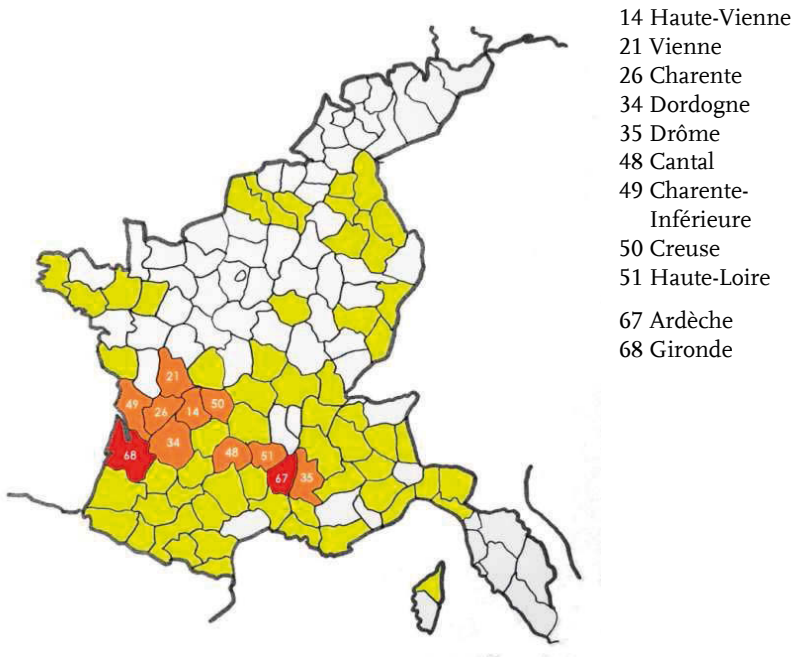 14 Haute-Vienne
21 Vienne
26 Charente
34 Dordogne
35 Drôme
48 Cantal
49 Charente-
Inférieure
50 Creuse
51 Haute-Loire
67 Ardèche
68 Gironde
21
49
26
14
50
34
68
48
51
67
35